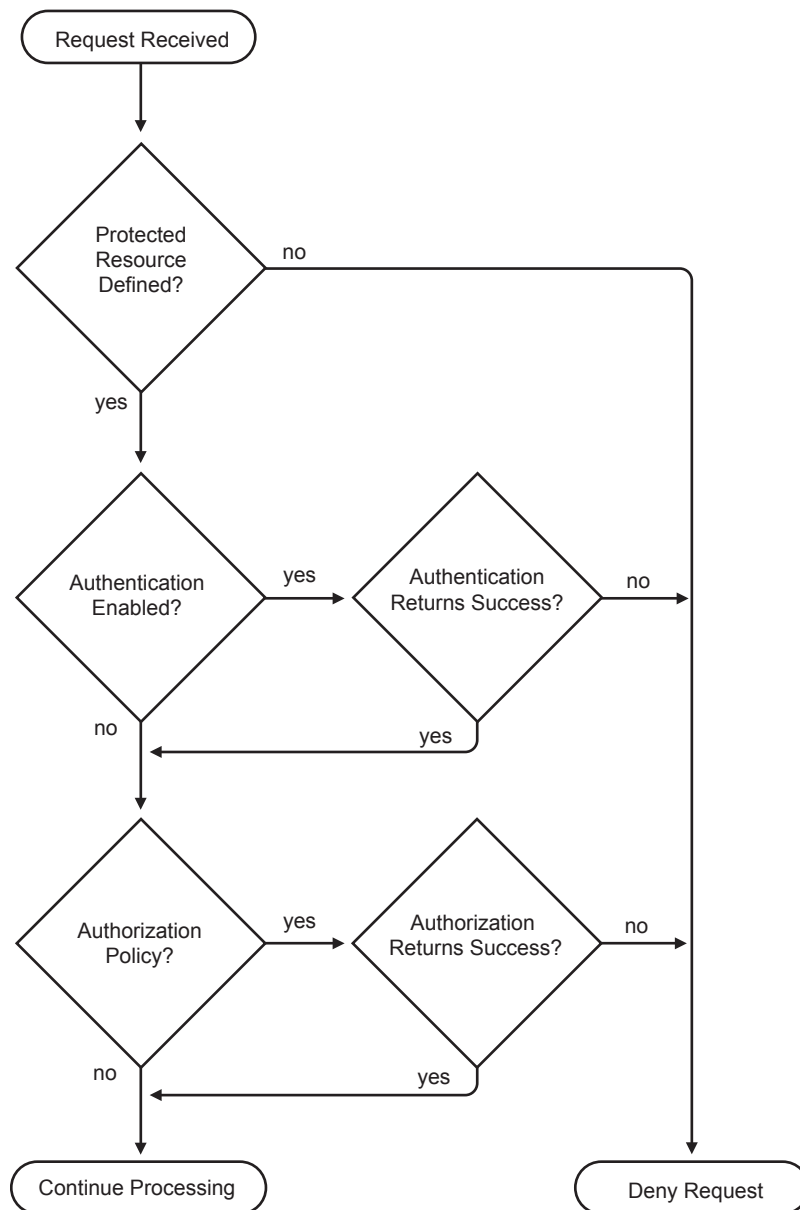 Request Received
Protected
Resource
Defined?
no
yes
Authentication
Enabled?
yes
Authentication
Returns Success?
no
no
yes
Authorization
Policy?
yes
Authorization
Returns Success?
no
no
yes
Continue Processing
Deny Request